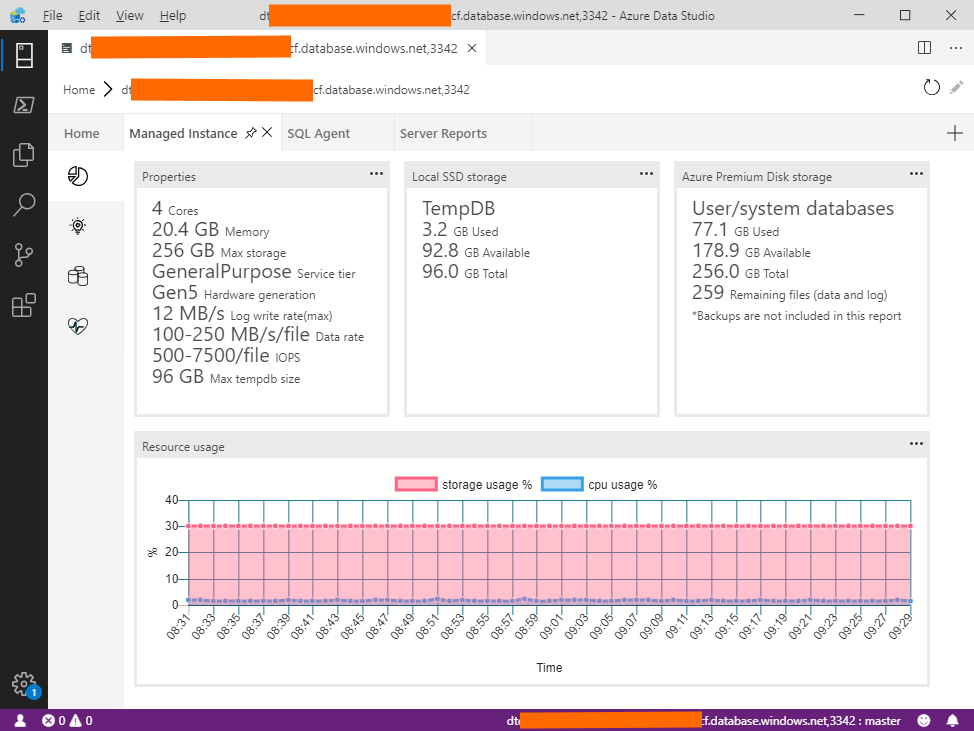 File Edit View Help dt cf.database.windows.net,3342 - Azure Data Studio
dt cf.database.windows.net,3342
Home dt cf.database.windows.net,3342
Home Managed Instance SQL Agent Server Reports
Properties
4 Cores
20.4 GB Memory
256 GB Max storage
GeneralPurpose Service tier
Gen5 Hardware generation
12 MB/s Log write rate(max)
100-250 MB/s/file Data rate
500-7500/file IOPS
96 GB Max tempdb size
Local SSD storage
TempDB
3.2 GB Used
92.8 GB Available
96.0 GB Total
Azure Premium Disk storage
User/system databases
77.1 GB Used
178.9 GB Available
256.0 GB Total
259 Remaining files (data and log)
*Backups are not included in this report
Resource usage
storage usage % cpu usage %
40
30
20
10
0
%
08:31 08:33 08:35 08:37 08:39 08:41 08:43 08:45 08:47 08:49 08:51 08:53 08:55 08:57 08:59 09:01 09:03 09:05 09:07 09:09 09:11 09:13 09:15 09:17 09:19 09:21 09:23 09:25 09:27 09:29
Time
1
0 0 dt cf.database.windows.net,3342 : master